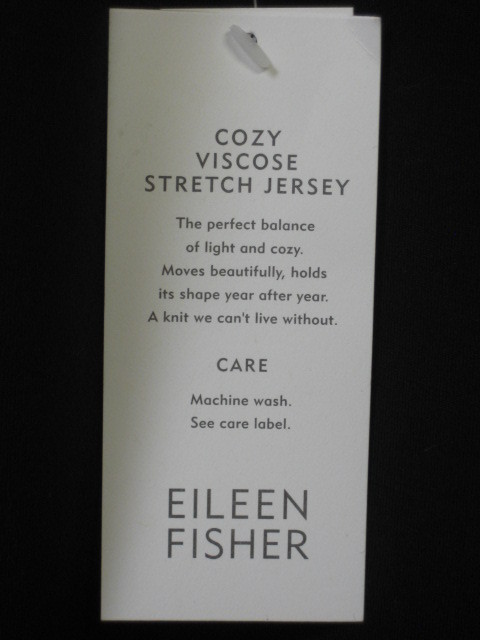 COZY
VISCOSE
STRETCH JERSEY
The perfect balance
of light and cozy.
Moves beautifully, holds
its shape year after year.
A knit we can't live without.
CARE
Machine wash.
See care label.
EILEEN
FISHER